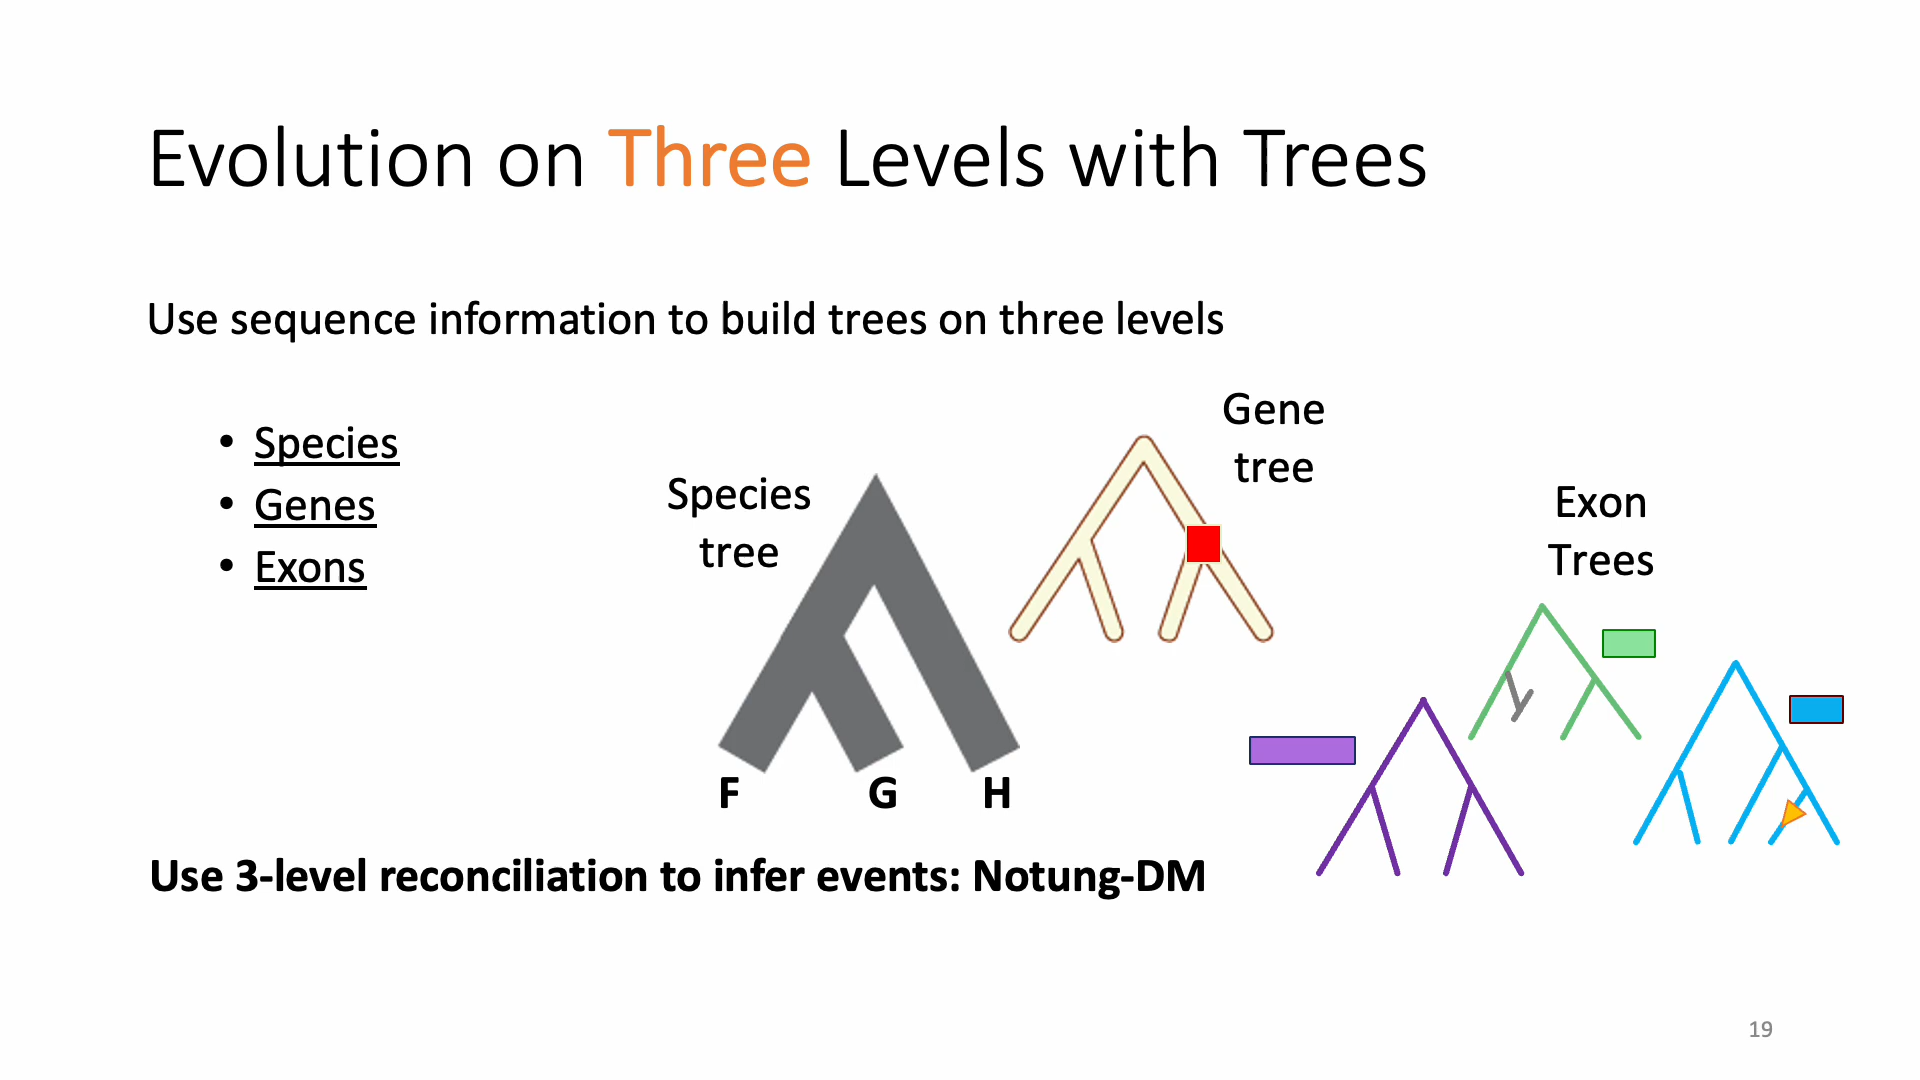 Evolution on Three Levels with Trees
Use sequence information to build trees on three levels
• Species
• Genes
• Exons
Species
tree
Gene
tree
Exon
Trees
F G H
Use 3-level reconciliation to infer events: Notung-DM
19